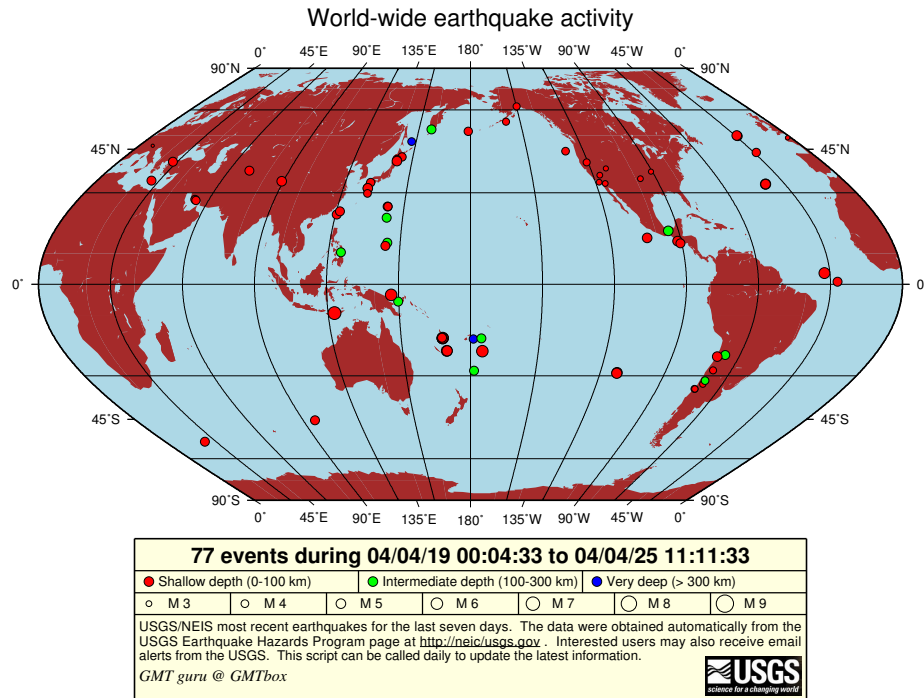 World-wide earthquake activity
0˚ 45˚E 90˚E 135˚E 180˚ 135˚W 90˚W 45˚W 0˚
90˚N 90˚N
45˚N 45˚N
0˚ 0˚
45˚S 45˚S
90˚S 90˚S
0˚ 45˚E 90˚E 135˚E 180˚ 135˚W 90˚W 45˚W 0˚
77 events during 04/04/19 00:04:33 to 04/04/25 11:11:33
Shallow depth (0-100 km) Intermediate depth (100-300 km) Very deep (> 300 km)
M 3 M 4 M 5 M 6 M 7 M 8 M 9
USGS/NEIS most recent earthquakes for the last seven days. The data were obtained automatically from the
USGS Earthquake Hazards Program page at http://neic/usgs.gov . Interested users may also receive email
alerts from the USGS. This script can be called daily to update the latest information.
GMT guru @ GMTbox
USGS
science for a changing world